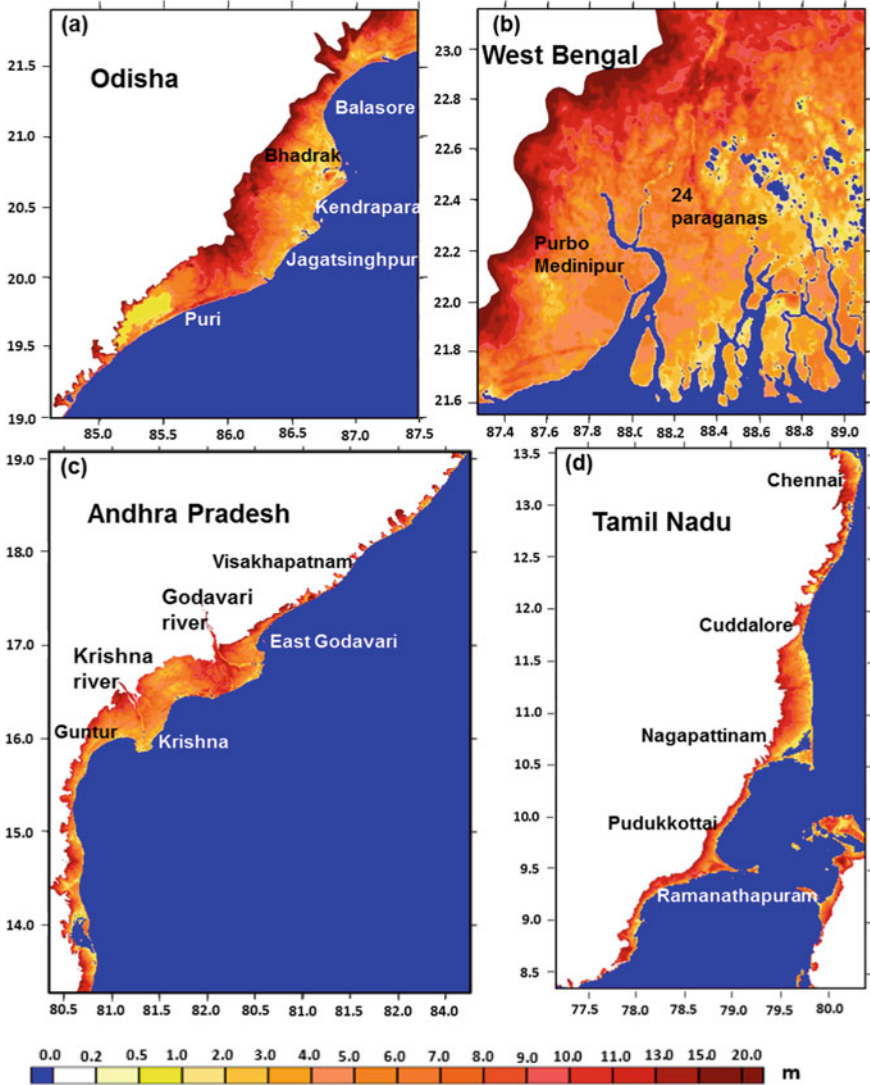 (a)
Odisha
Balasore
Bhadrak
Kendrapara
Jagatsinghpur
Puri
21.5
21.0
20.5
20.0
19.5
19.0
85.0 85.5 86.0 86.5 87.0 87.5
(b)
West Bengal
24
paraganas
Purbo
Medinipur
23.0
22.8
22.6
22.4
22.2
22.0
21.8
21.6
87.4 87.6 87.8 88.0 88.2 88.4 88.6 88.8 89.0
(c)
Andhra Pradesh
Visakhapatnam
Godavari
river
East Godavari
Krishna
river
Guntur
Krishna
19.0
18.0
17.0
16.0
15.0
14.0
80.5 81.0 81.5 82.0 80.5 81.0 81.5 82.0 84.0
(d)
Chennai
Tamil Nadu
Cuddalore
Nagapattinam
Pudukkottai
Ramanathapuram
13.5
13.0
12.5
12.0
11.5
11.0
10.5
10.0
9.5
9.0
8.5
77.5 78.0 78.5 79.0 79.5 80.0
0.0 0.2 0.5 1.0 2.0 3.0 4.0 5.0 6.0 7.0 8.0 9.0 10.0 11.0 13.0 15.0 20.0 m